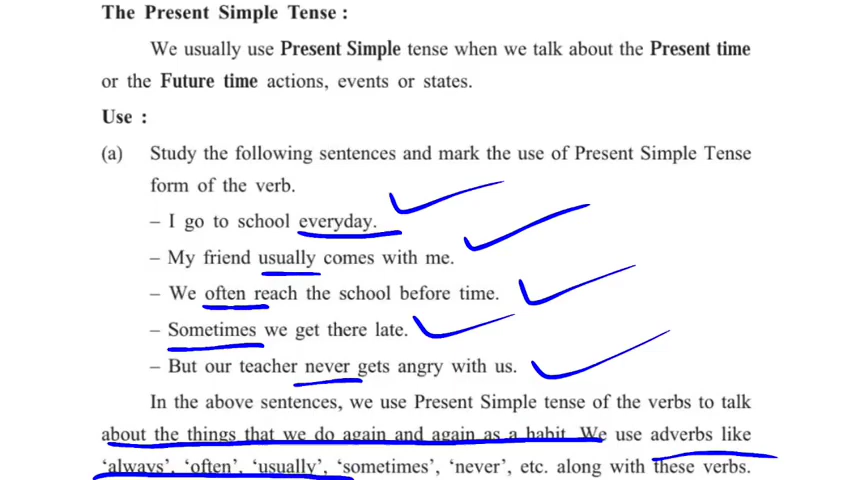 The Present Simple Tense :
We usually use Present Simple tense when we talk about the Present time
or the Future time actions, events or states.
Use :
(a) Study the following sentences and mark the use of Present Simple Tense
form of the verb.
– I go to school everyday.
– My friend usually comes with me.
– We often reach the school before time.
– Sometimes we get there late.
– But our teacher never gets angry with us.
In the above sentences, we use Present Simple tense of the verbs to talk
about the things that we do again and again as a habit. We use adverbs like
‘always’, ‘often’, ‘usually’, ‘sometimes’, ‘never’, etc. along with these verbs.